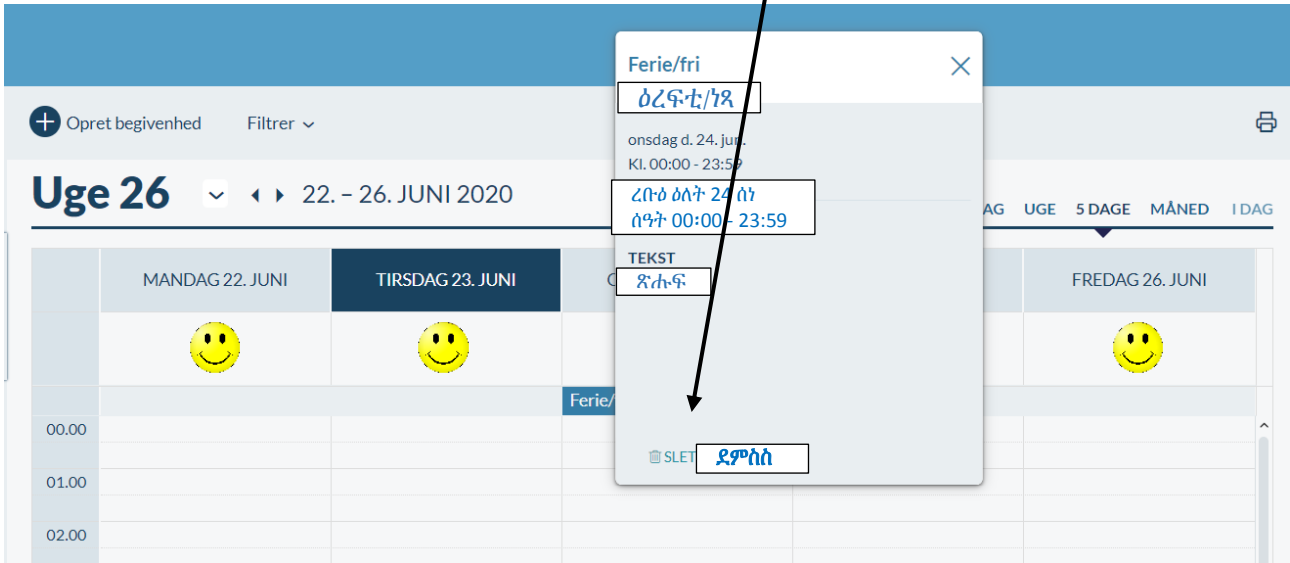 Ferie/fri
ዕረፍቲ/ነጻ
Opret begivenhed Filtrer
onsdag d. 24. jun.
Kl. 00:00 - 23:59
ረቡዕ ዕለት 24 ሰነ
ሰዓት 00፡00 - 23:59
Uge 26 22. – 26. JUNI 2020
AG UGE 5 DAGE MÅNED I DAG
TEKST
ጽሑፍ
MANDAG 22. JUNI TIRSDAG 23. JUNI FREDAG 26. JUNI
Ferie/
00.00
SLET ደምስስ
01.00
02.00